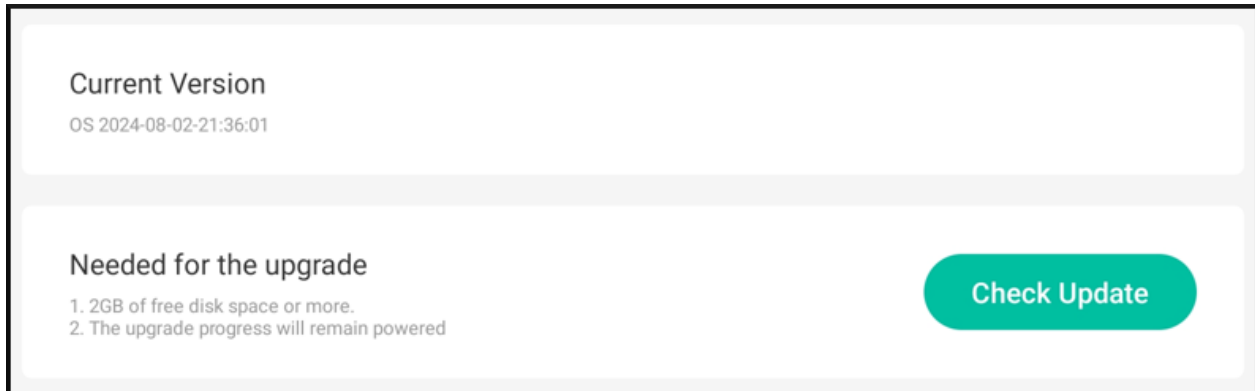 Current Version
OS 2024-08-02-21:36:01
Needed for the upgrade
1. 2GB of free disk space or more.
2. The upgrade progress will remain powered
Check Update